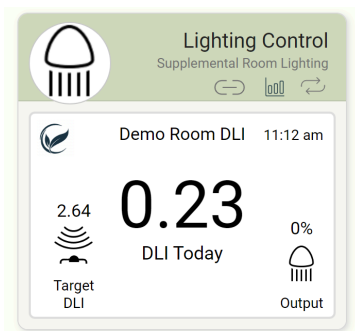 Lighting Control
Supplemental Room Lighting
Demo Room DLI 11:12 am
2.64
0.23
0%
DLI Today
Target
DLI
Output